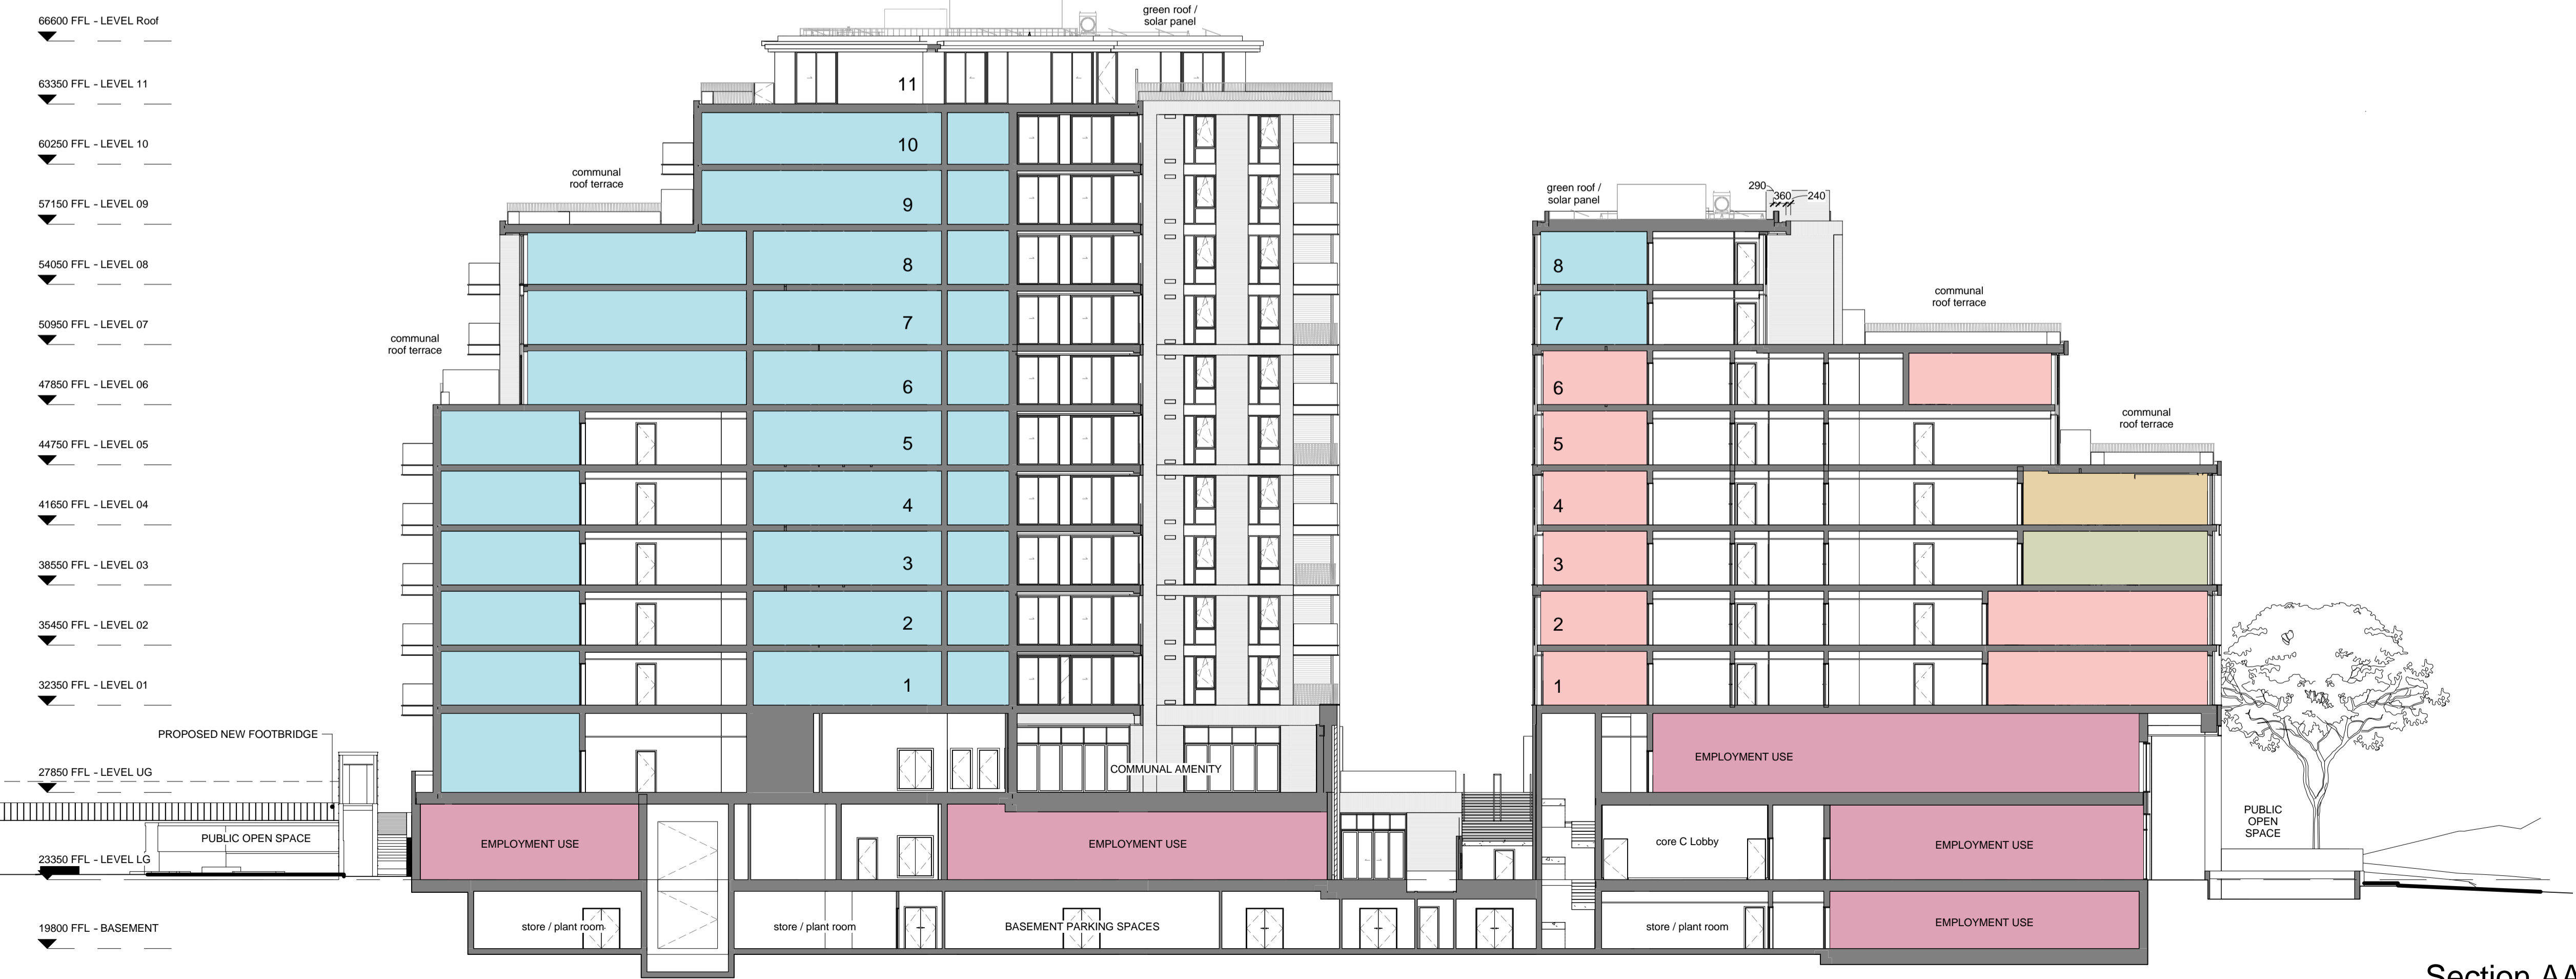 66600 FFL - LEVEL Roof
63350 FFL - LEVEL 11
60250 FFL - LEVEL 10
57150 FFL - LEVEL 09
54050 FFL - LEVEL 08
50950 FFL - LEVEL 07
47850 FFL - LEVEL 06
44750 FFL - LEVEL 05
41650 FFL - LEVEL 04
38550 FFL - LEVEL 03
35450 FFL - LEVEL 02
32350 FFL - LEVEL 01
27850 FFL - LEVEL UG
23350 FFL - LEVEL LG
19800 FFL - BASEMENT
PROPOSED NEW FOOTBRIDGE
PUBLIC OPEN SPACE
communal
roof terrace
communal
roof terrace
green roof /
solar panel
11
10
9
8
7
6
5
4
3
2
1
COMMUNAL AMENITY
EMPLOYMENT USE
EMPLOYMENT USE
store / plant room
store / plant room
BASEMENT PARKING SPACES
green roof /
solar panel
290
360
240
communal
roof terrace
communal
roof terrace
8
7
6
5
4
3
2
1
EMPLOYMENT USE
core C Lobby
EMPLOYMENT USE
store / plant room
EMPLOYMENT USE
PUBLIC
OPEN
SPACE
Section AA